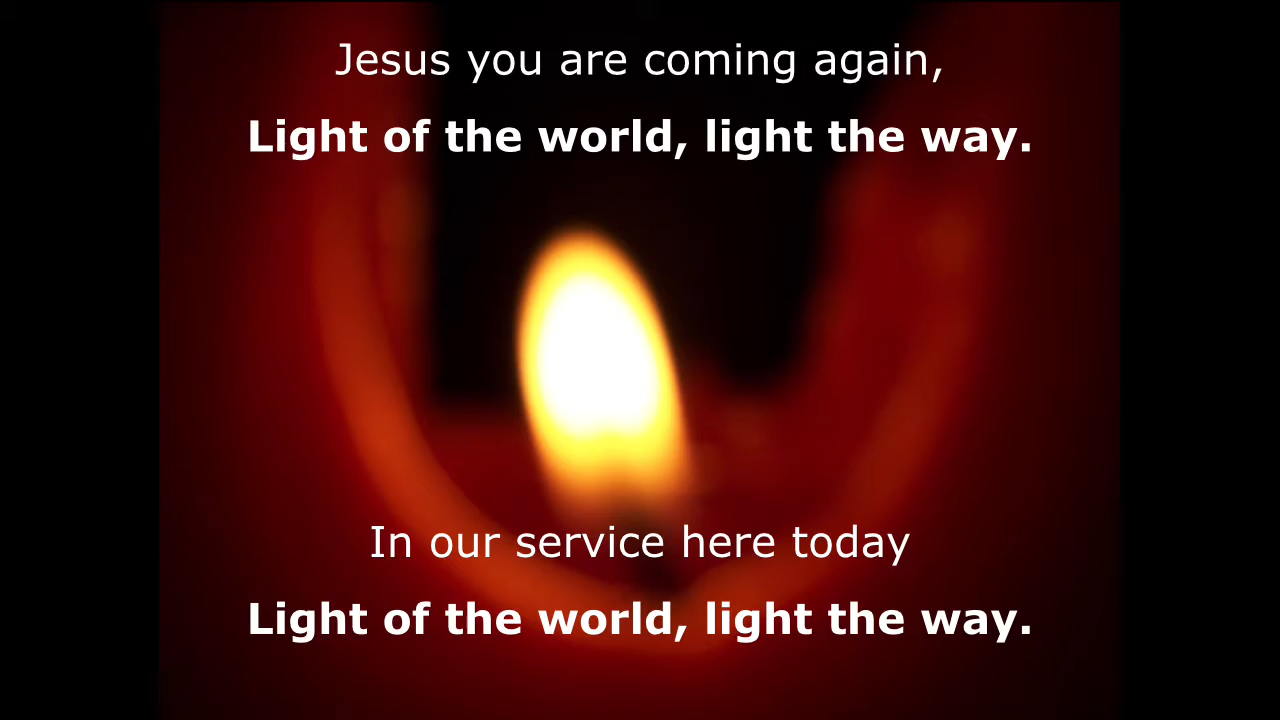 Jesus you are coming again,
Light of the world, light the way.
In our service here today
Light of the world, light the way.